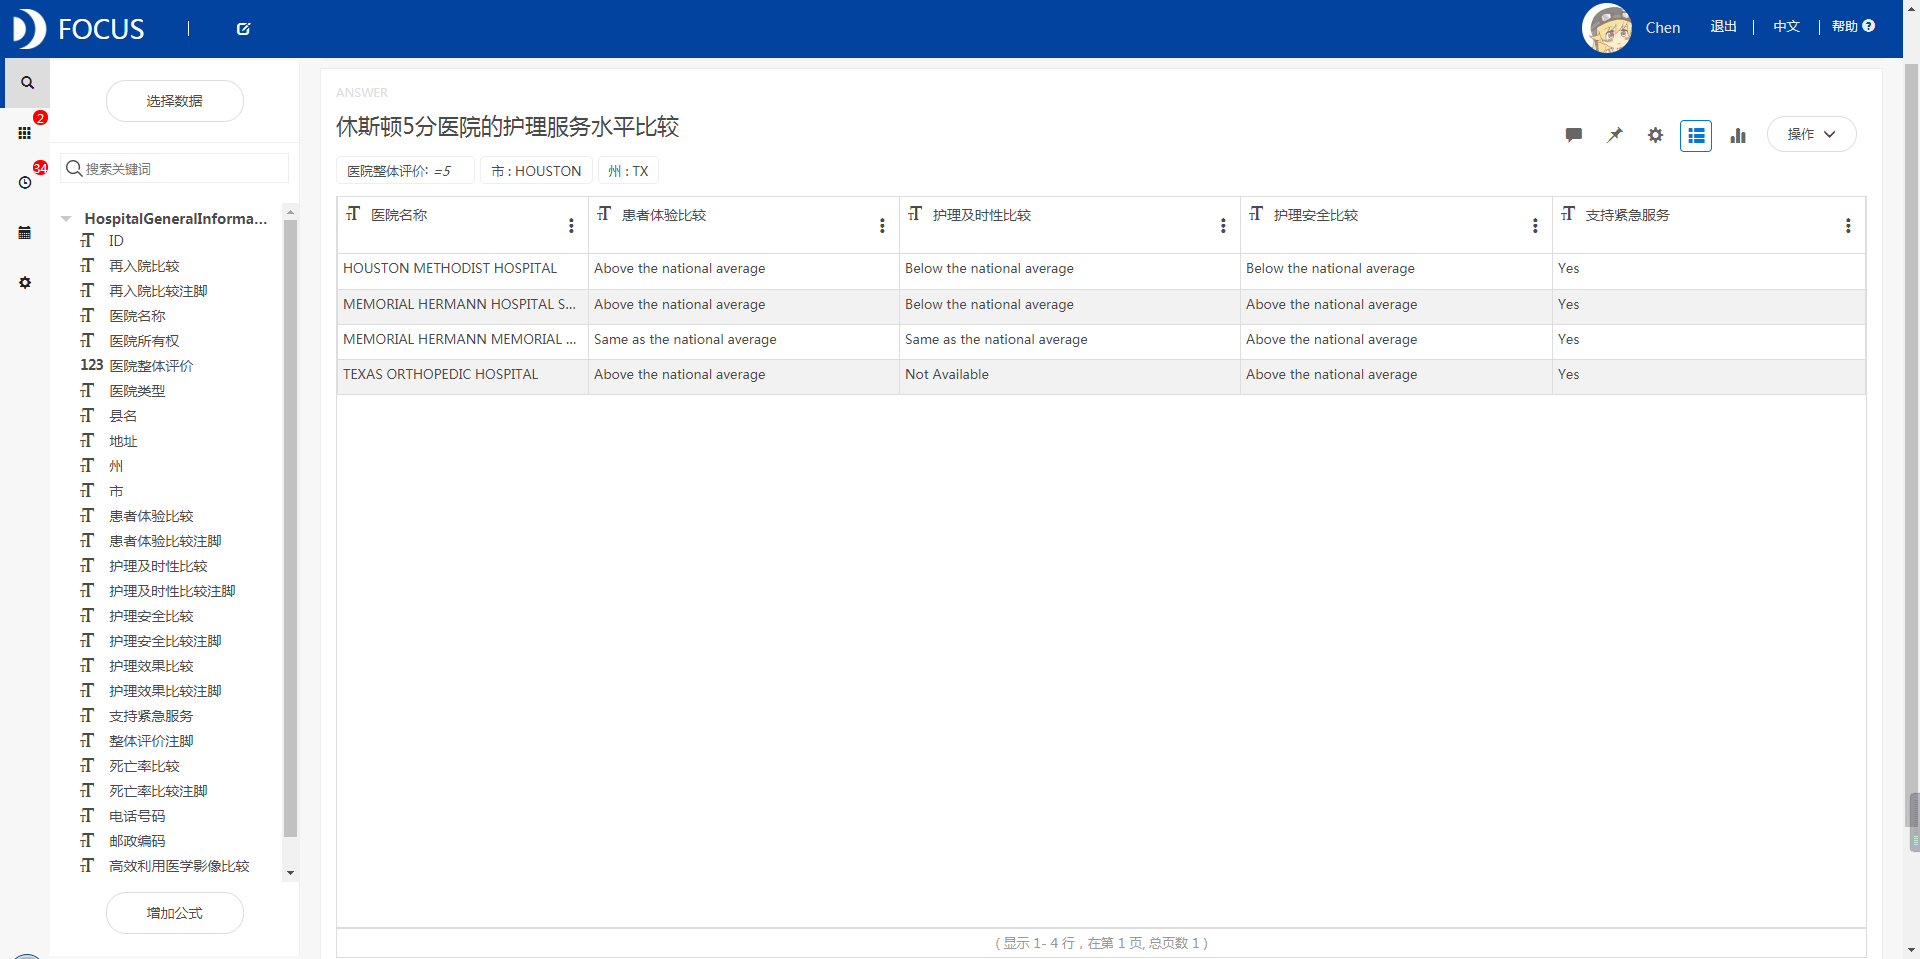 FOCUS
Chen
退出
中文
帮助
2
34
选择数据
搜索关键词
HospitalGeneralInforma...
ID
再入院比较
再入院比较注脚
医院名称
医院所有权
123 医院整体评价
医院类型
县名
地址
州
市
患者体验比较
患者体验比较注脚
护理及时性比较
护理及时性比较注脚
护理安全比较
护理安全比较注脚
护理效果比较
护理效果比较注脚
支持紧急服务
整体评价注脚
死亡率比较
死亡率比较注脚
电话号码
邮政编码
高效利用医学影像比较
增加公式
ANSWER
休斯顿5分医院的护理服务水平比较
操作
医院整体评价: =5 市 : HOUSTON 州 : TX
医院名称 患者体验比较 护理及时性比较 护理安全比较 支持紧急服务
HOUSTON METHODIST HOSPITAL Above the national average Below the national average Below the national average Yes
MEMORIAL HERMANN HOSPITAL S... Above the national average Below the national average Above the national average Yes
MEMORIAL HERMANN MEMORIAL ... Same as the national average Same as the national average Above the national average Yes
TEXAS ORTHOPEDIC HOSPITAL Above the national average Not Available Above the national average Yes
( 显示 1- 4 行，在第 1 页, 总页数 1 )